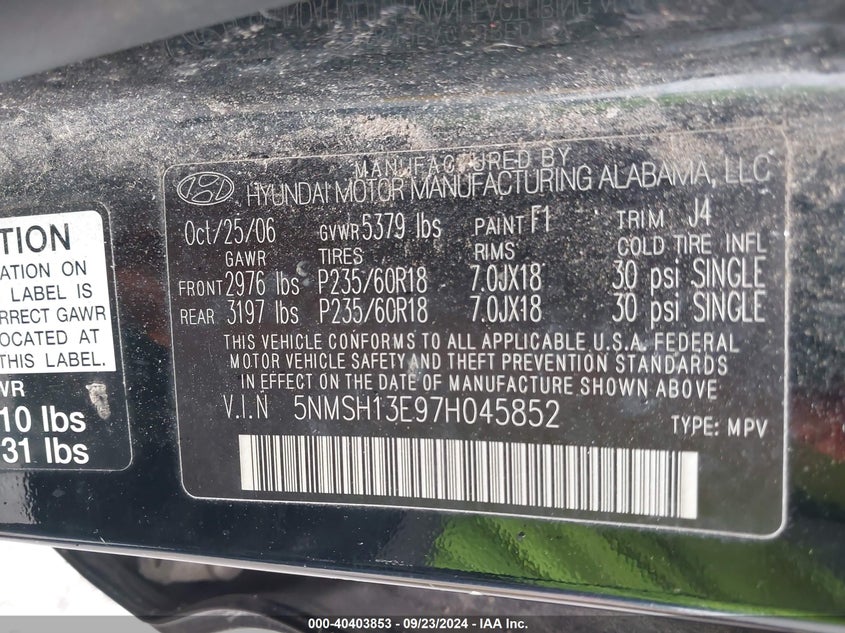 MANUFACTURED BY
HYUNDAI MOTOR MANUFACTURING ALABAMA, LLC
Oct/25/06 GVWR 5379 lbs PAINT F1 TRIM J4
GAWR TIRES RIMS COLD TIRE INFL
FRONT 2976 lbs P235/60R18 7.0JX18 30 psi SINGLE
REAR 3197 lbs P235/60R18 7.0JX18 30 psi SINGLE
THIS VEHICLE CONFORMS TO ALL APPLICABLE U.S.A. FEDERAL
MOTOR VEHICLE SAFETY AND THEFT PREVENTION STANDARDS
IN EFFECT ON THE DATE OF MANUFACTURE SHOWN ABOVE
V.I.N 5NMSH13E97H045852
TYPE: MPV
TION
ATION ON
LABEL IS
RRECT GAWR
OCATED AT
THIS LABEL.
WR
10 lbs
31 lbs
000-40403853 / 09/23/2024 - IAA Inc.